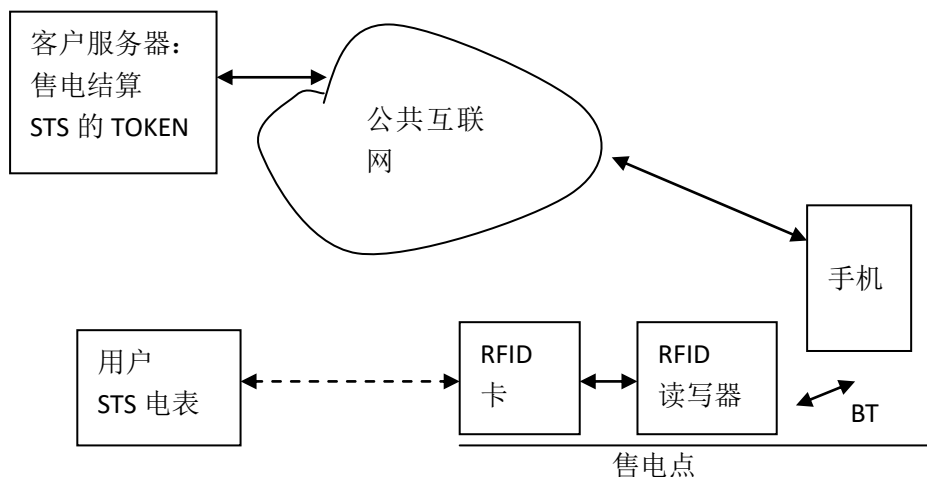 客户服务器：
售电结算
STS 的 TOKEN
公共互联
网
手机
用户
STS 电表
RFID
卡
RFID
读写器
BT
售电点